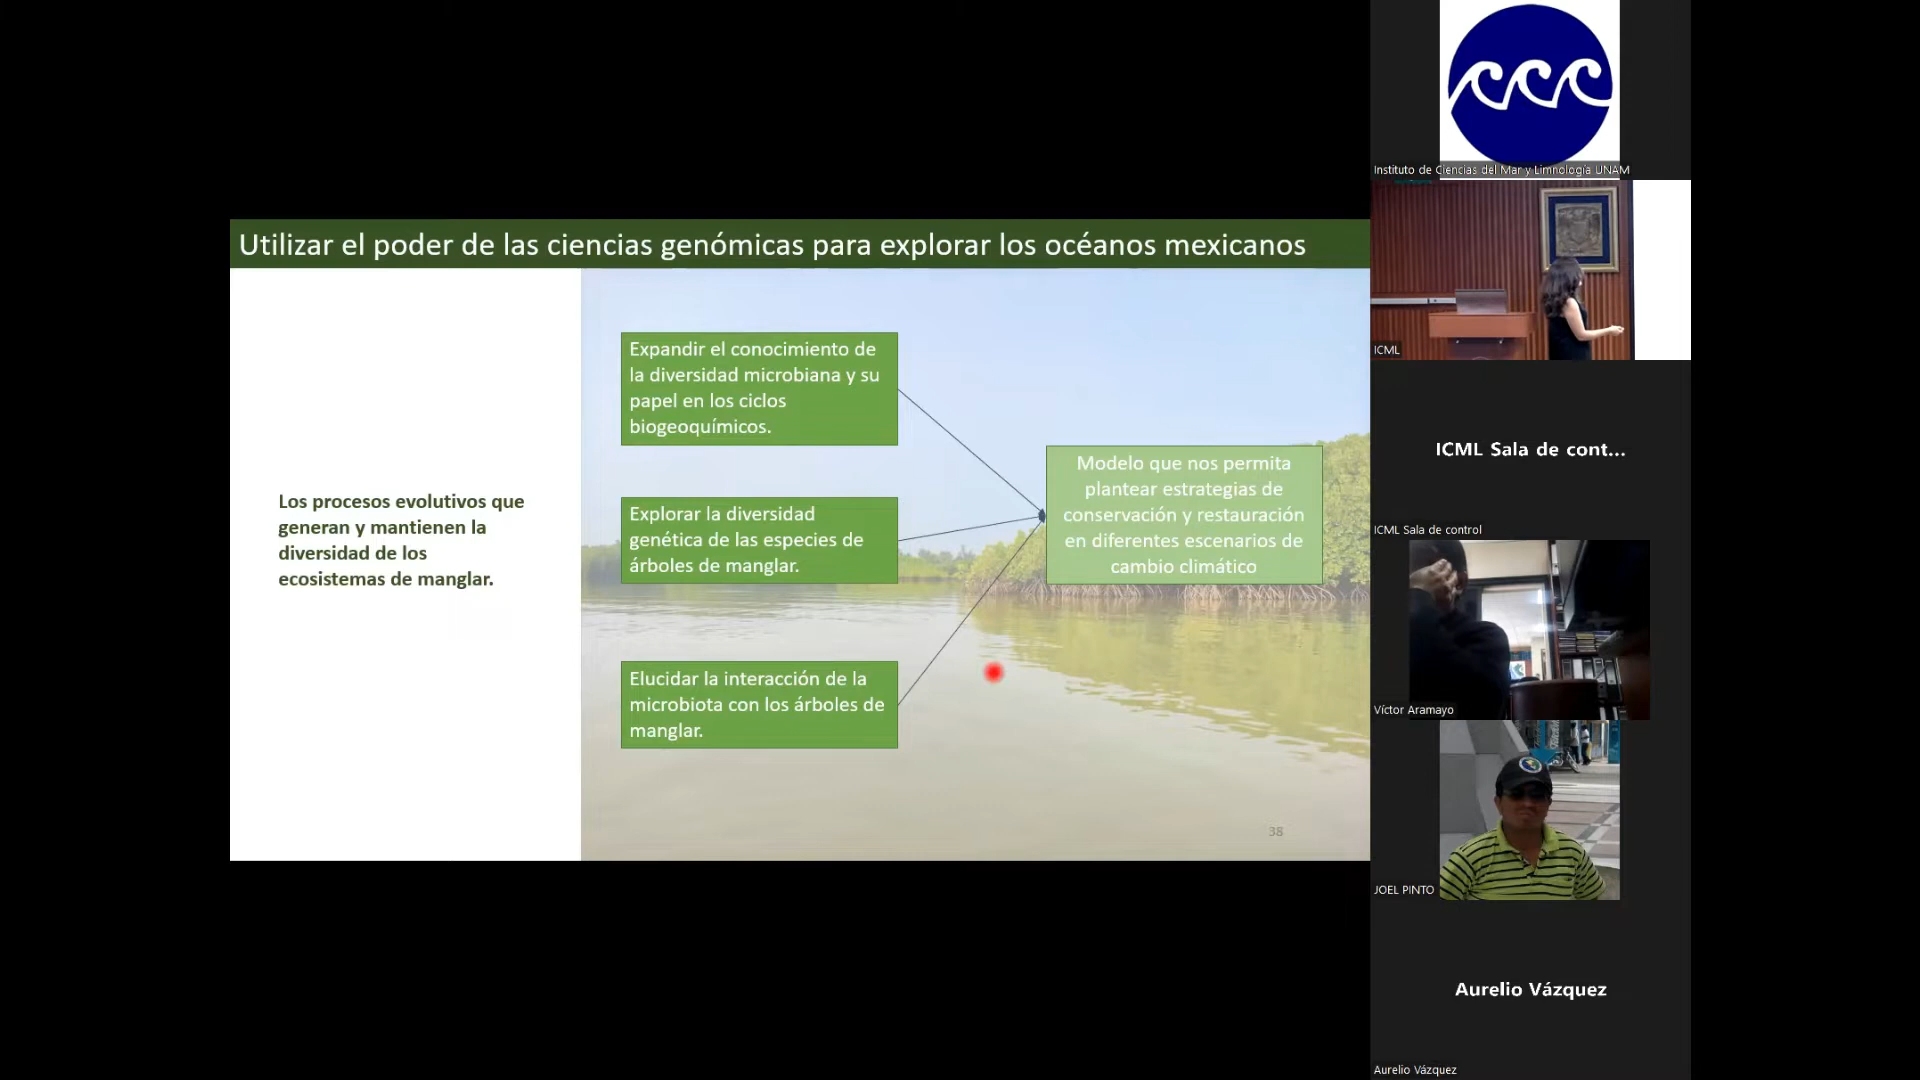 Utilizar el poder de las ciencias genómicas para explorar los océanos mexicanos
Los procesos evolutivos que
generan y mantienen la
diversidad de los
ecosistemas de manglar.
Expandir el conocimiento de
la diversidad microbiana y su
papel en los ciclos
biogeoquímicos.
Explorar la diversidad
genética de las especies de
árboles de manglar.
Elucidar la interacción de la
microbiota con los árboles de
manglar.
Modelo que nos permita
plantear estrategias de
conservación y restauración
en diferentes escenarios de
cambio climático
38
Instituto de Ciencias del Mar y Limnología UNAM
ICML
ICML Sala de cont...
ICML Sala de control
Víctor Aramayo
JOEL PINTO
Aurelio Vázquez
Aurelio Vázquez